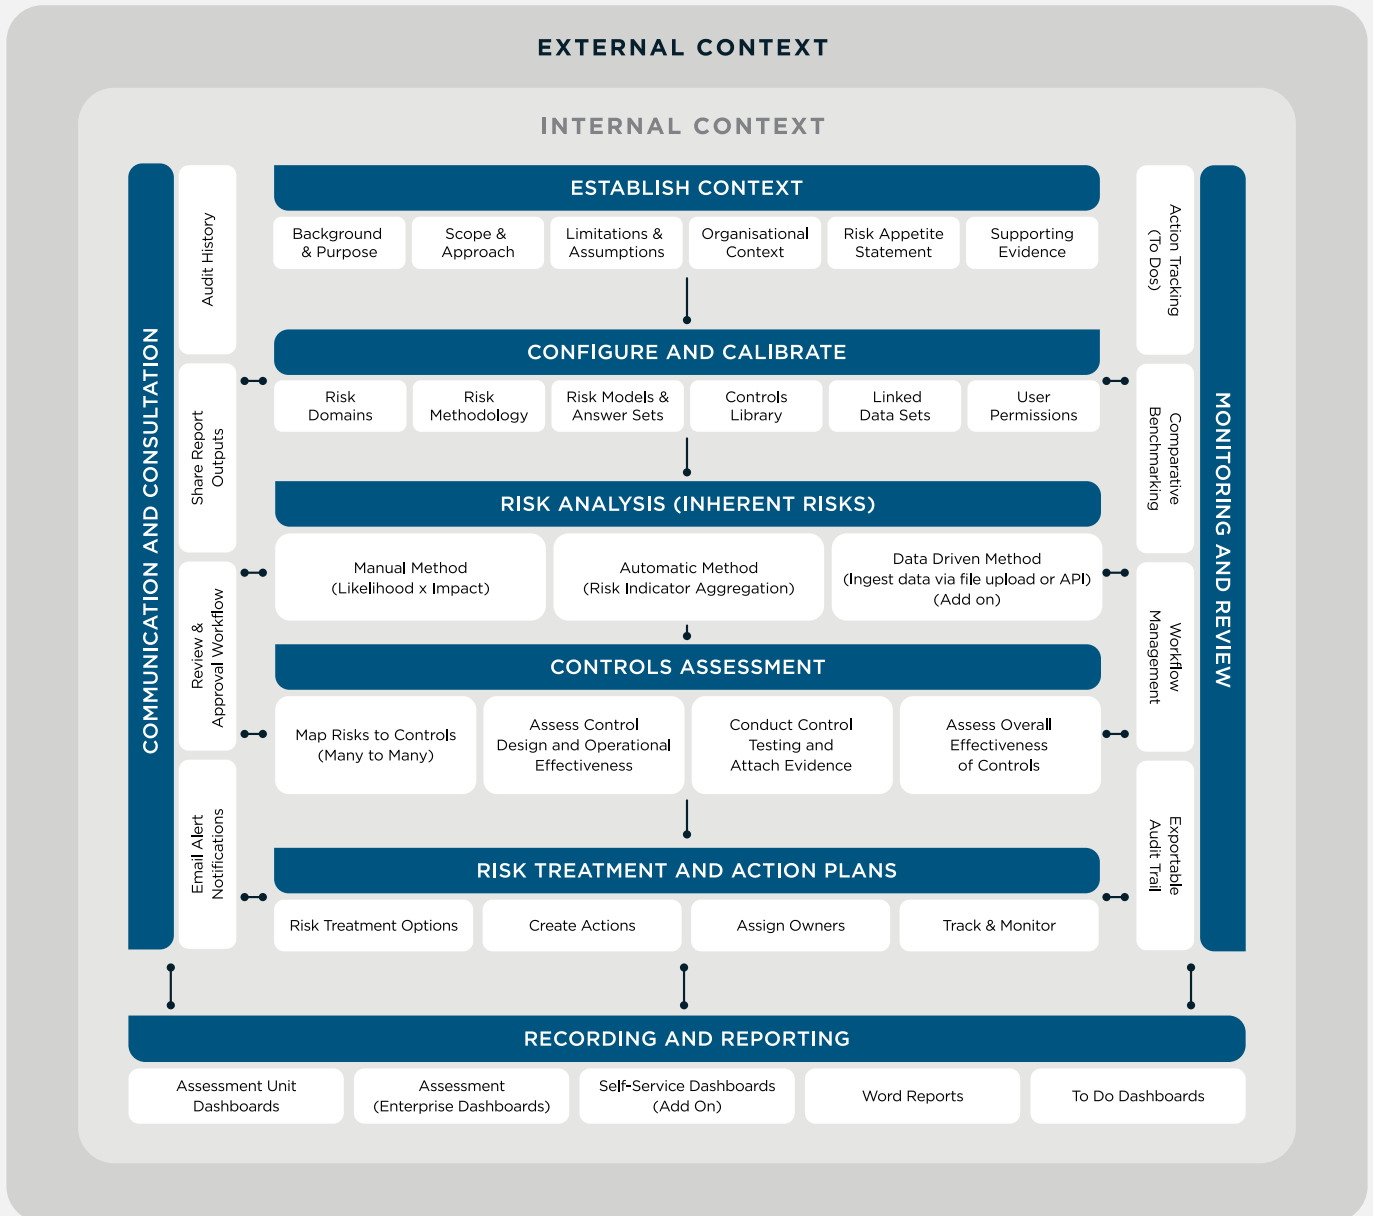 EXTERNAL CONTEXT
INTERNAL CONTEXT
COMMUNICATION AND CONSULTATION
Audit History
Share Report
Outputs
Review &
Approval Workflow
Email Alert
Notifications
ESTABLISH CONTEXT
Background
& Purpose
Scope &
Approach
Limitations &
Assumptions
Organisational
Context
Risk Appetite
Statement
Supporting
Evidence
CONFIGURE AND CALIBRATE
Risk
Domains
Risk
Methodology
Risk Models &
Answer Sets
Controls
Library
Linked
Data Sets
User
Permissions
RISK ANALYSIS (INHERENT RISKS)
Manual Method
(Likelihood x Impact)
Automatic Method
(Risk Indicator Aggregation)
Data Driven Method
(Ingest data via file upload or API)
(Add on)
CONTROLS ASSESSMENT
Map Risks to Controls
(Many to Many)
Assess Control
Design and Operational
Effectiveness
Conduct Control
Testing and
Attach Evidence
Assess Overall
Effectiveness
of Controls
RISK TREATMENT AND ACTION PLANS
Risk Treatment Options
Create Actions
Assign Owners
Track & Monitor
Action Tracking
(To Dos)
Comparative
Benchmarking
Workflow
Management
Exportable
Audit Trail
MONITORING AND REVIEW
RECORDING AND REPORTING
Assessment Unit
Dashboards
Assessment
(Enterprise Dashboards)
Self-Service Dashboards
(Add On)
Word Reports
To Do Dashboards